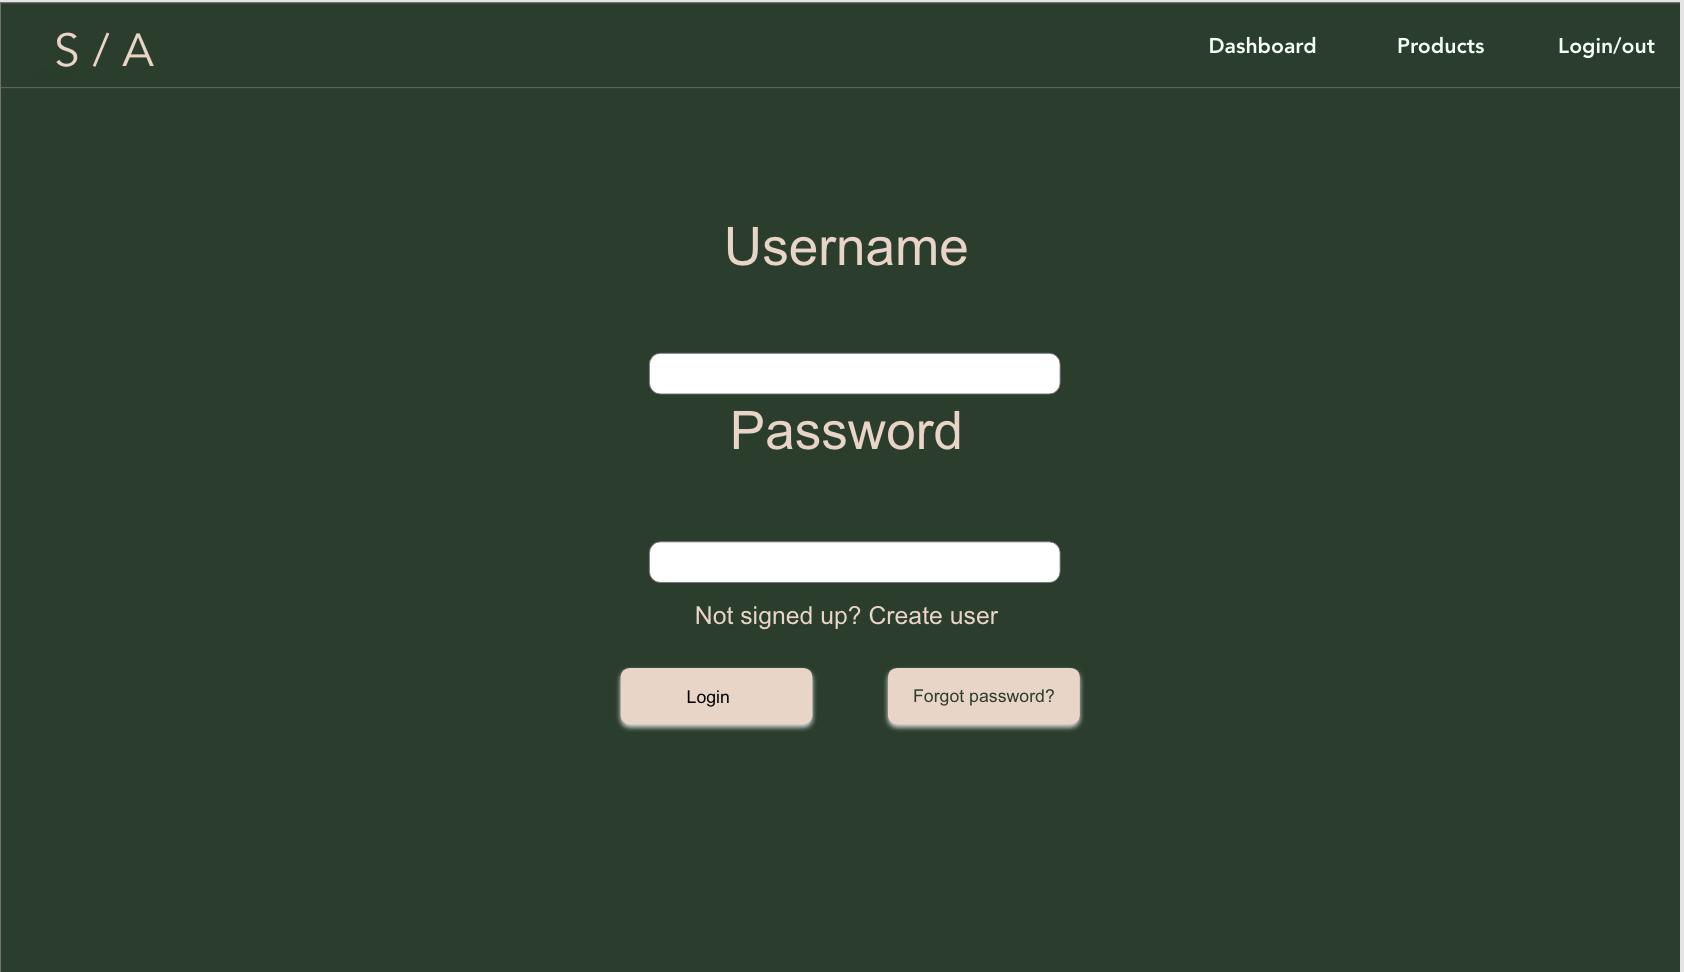 S / A
Dashboard Products Login/out
Username
Password
Not signed up? Create user
Login
Forgot password?